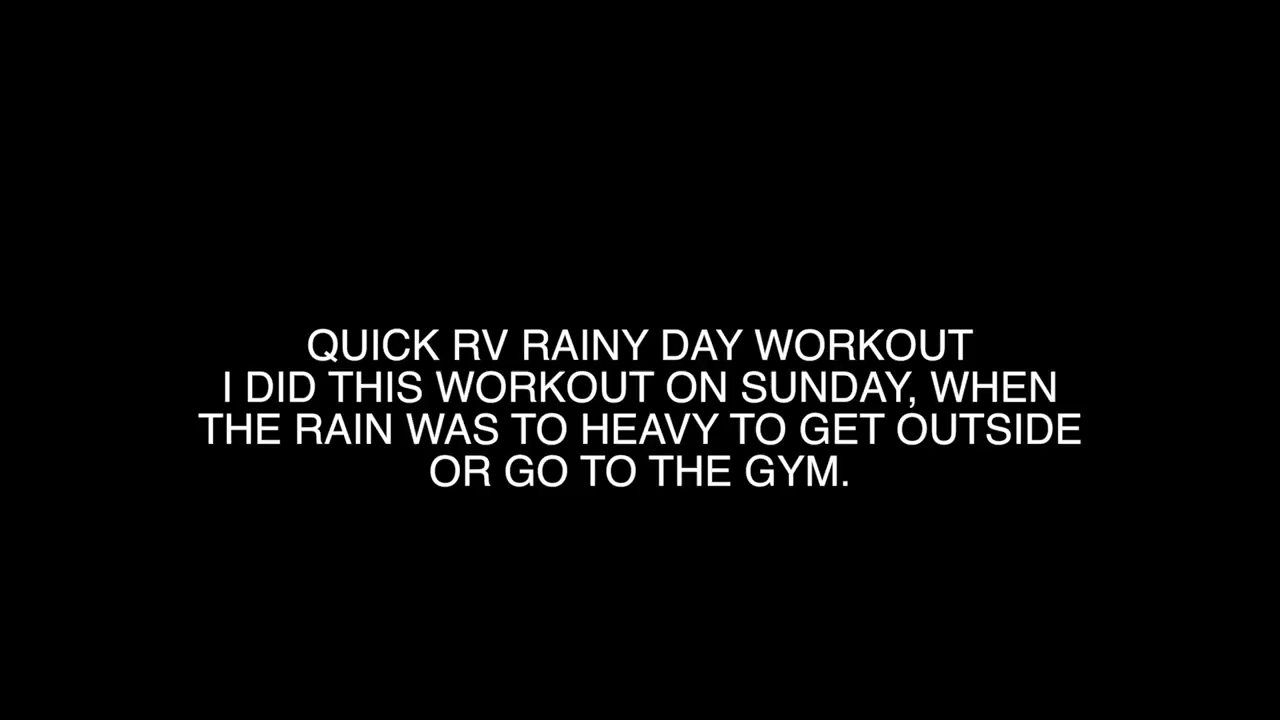 QUICK RV RAINY DAY WORKOUT
I DID THIS WORKOUT ON SUNDAY, WHEN
THE RAIN WAS TO HEAVY TO GET OUTSIDE
OR GO TO THE GYM.